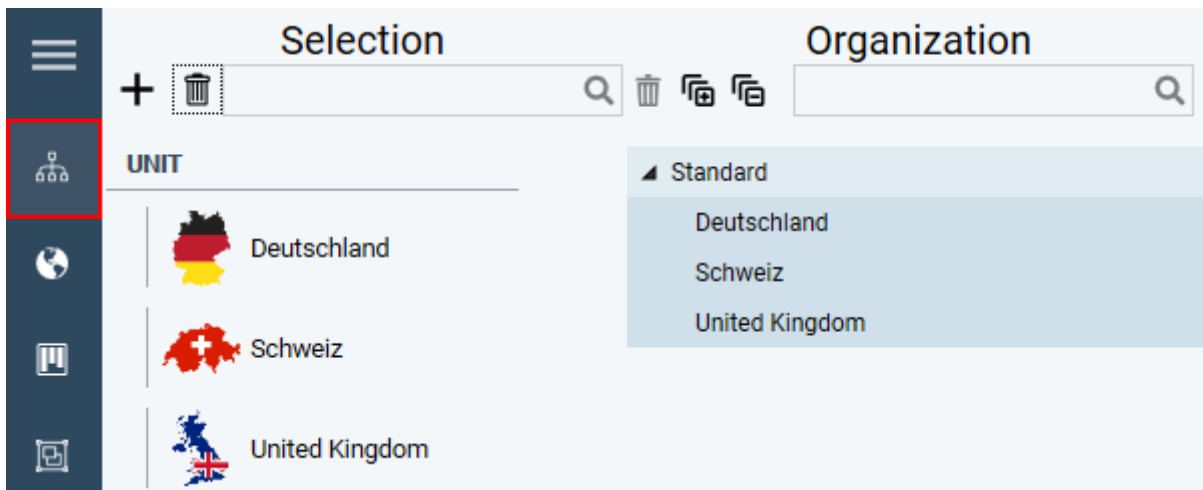 Selection
Organization
UNIT
Deutschland
Schweiz
United Kingdom
Standard
Deutschland
Schweiz
United Kingdom